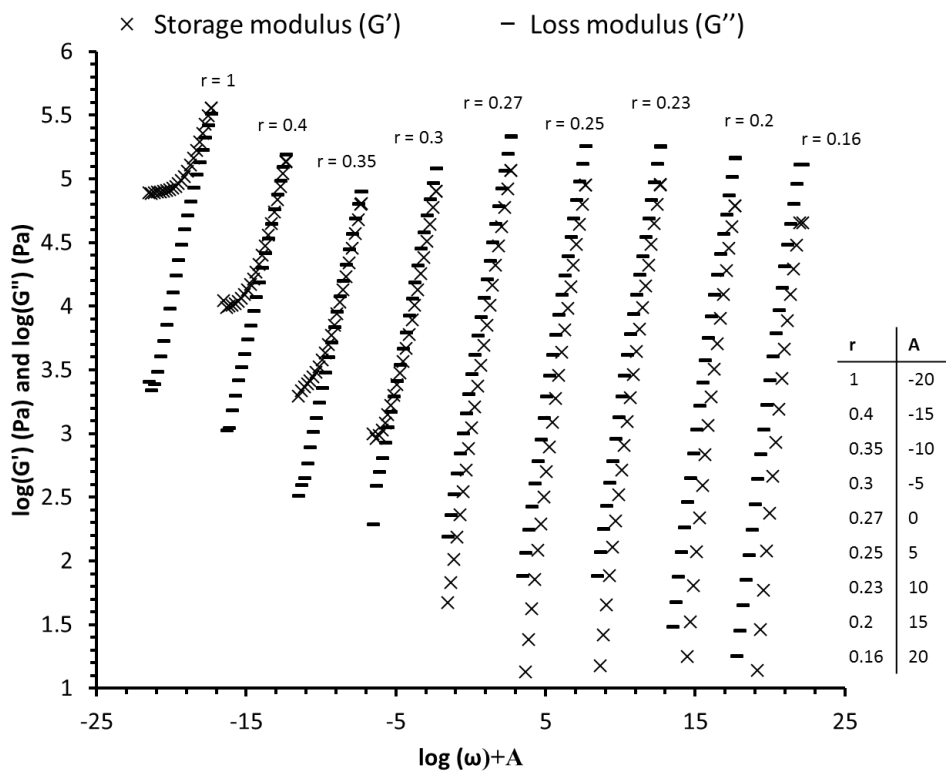 × Storage modulus (G’) – Loss modulus (G’’)
6
5.5
5
4.5
4
3.5
3
2.5
2
1.5
1
log(G') (Pa) and log(G'') (Pa)
r = 1
r = 0.4
r = 0.35
r = 0.3
r = 0.27
r = 0.25
r = 0.23
r = 0.2
r = 0.16
r A
1 -20
0.4 -15
0.35 -10
0.3 -5
0.27 0
0.25 5
0.23 10
0.2 15
0.16 20
-25 -15 -5 5 15 25
log (ω)+A